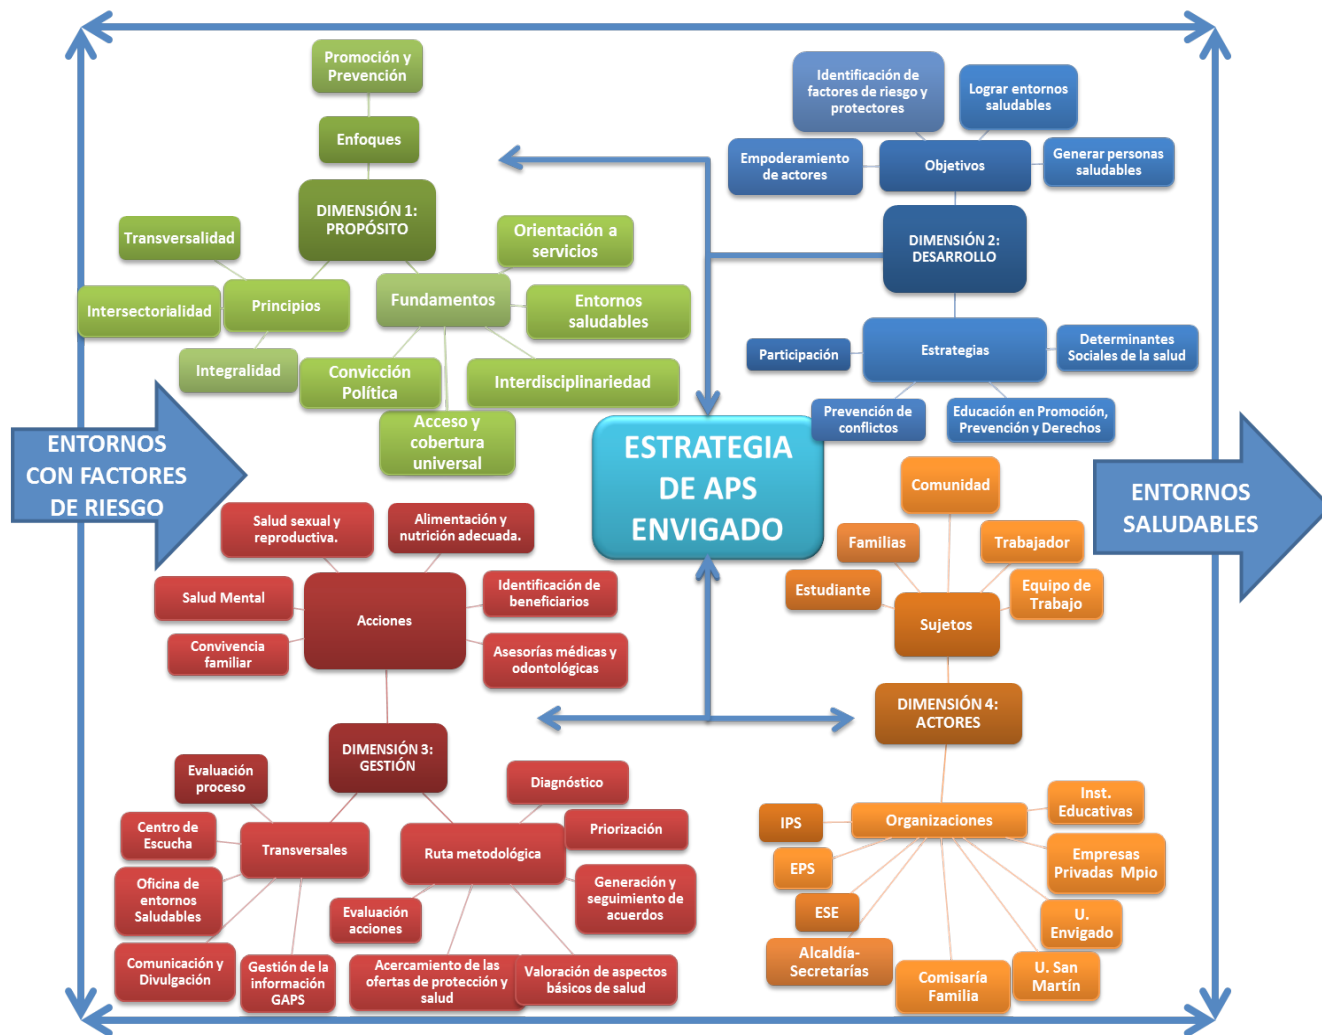 Promoción y
Prevención
Enfoques
DIMENSIÓN 1:
PROPÓSITO
Transversalidad
Intersectorialidad
Principios
Integralidad
Fundamentos
Orientación a
servicios
Entornos
saludables
Convicción
Política
Interdisciplinariedad
Acceso y
cobertura
universal
Identificación de
factores de riesgo y
protectores
Lograr entornos
saludables
Empoderamiento
de actores
Objetivos
Generar personas
saludables
DIMENSIÓN 2:
DESARROLLO
Participación
Estrategias
Determinantes
Sociales de la salud
Prevención de
conflictos
Educación en Promoción,
Prevención y Derechos
ENTORNOS
CON FACTORES
DE RIESGO
ESTRATEGIA
DE APS
ENVIGADO
ENTORNOS
SALUDABLES
Salud sexual y
reproductiva.
Alimentación y
nutrición adecuada.
Salud Mental
Acciones
Identificación de
beneficiarios
Convivencia
familiar
Asesorías médicas y
odontológicas
DIMENSIÓN 3:
GESTIÓN
Evaluación
proceso
Centro de
Escucha
Transversales
Oficina de
entornos
Saludables
Comunicación y
Divulgación
Gestión de la
información
GAPS
Ruta metodológica
Diagnóstico
Priorización
Generación y
seguimiento de
acuerdos
Evaluación
acciones
Acercamiento de las
ofertas de protección y
salud
Valoración de aspectos
básicos de salud
Comunidad
Familias
Trabajador
Estudiante
Equipo de
Trabajo
Sujetos
DIMENSIÓN 4:
ACTORES
Organizaciones
Inst.
Educativas
IPS
EPS
Empresas
Privadas Mpio
ESE
U.
Envigado
Alcaldía-
Secretarías
Comisaría
Familia
U. San
Martín